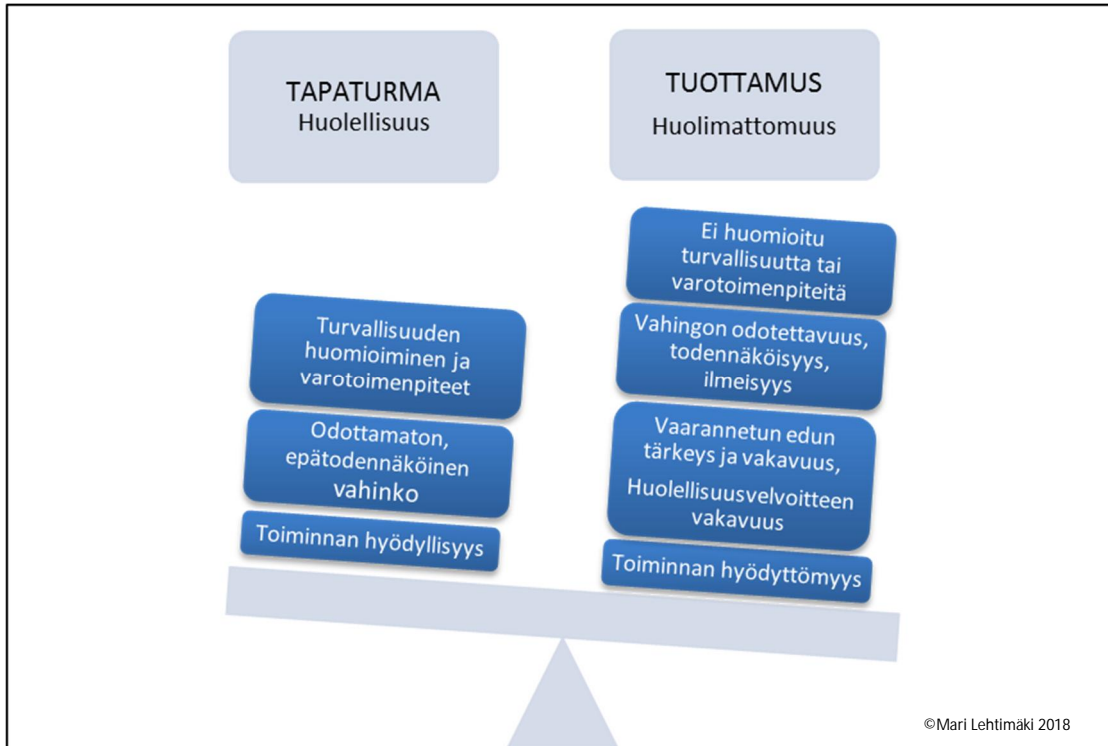 TAPATURMA
Huolellisuus
TUOTTAMUS
Huolimattomuus
Turvallisuuden
huomioiminen ja
varotoimenpiteet
Odottamaton,
epätodennäköinen
vahinko
Toiminnan hyödyllisyys
Ei huomioitu
turvallisuutta tai
varotoimenpiteitä
Vahingon odotettavuus,
todennäköisyys,
ilmeisyys
Vaarannetun edun
tärkeys ja vakavuus,
Huolellisuusvelvoitteen
vakavuus
Toiminnan hyödyttömyys
©Mari Lehtimäki 2018